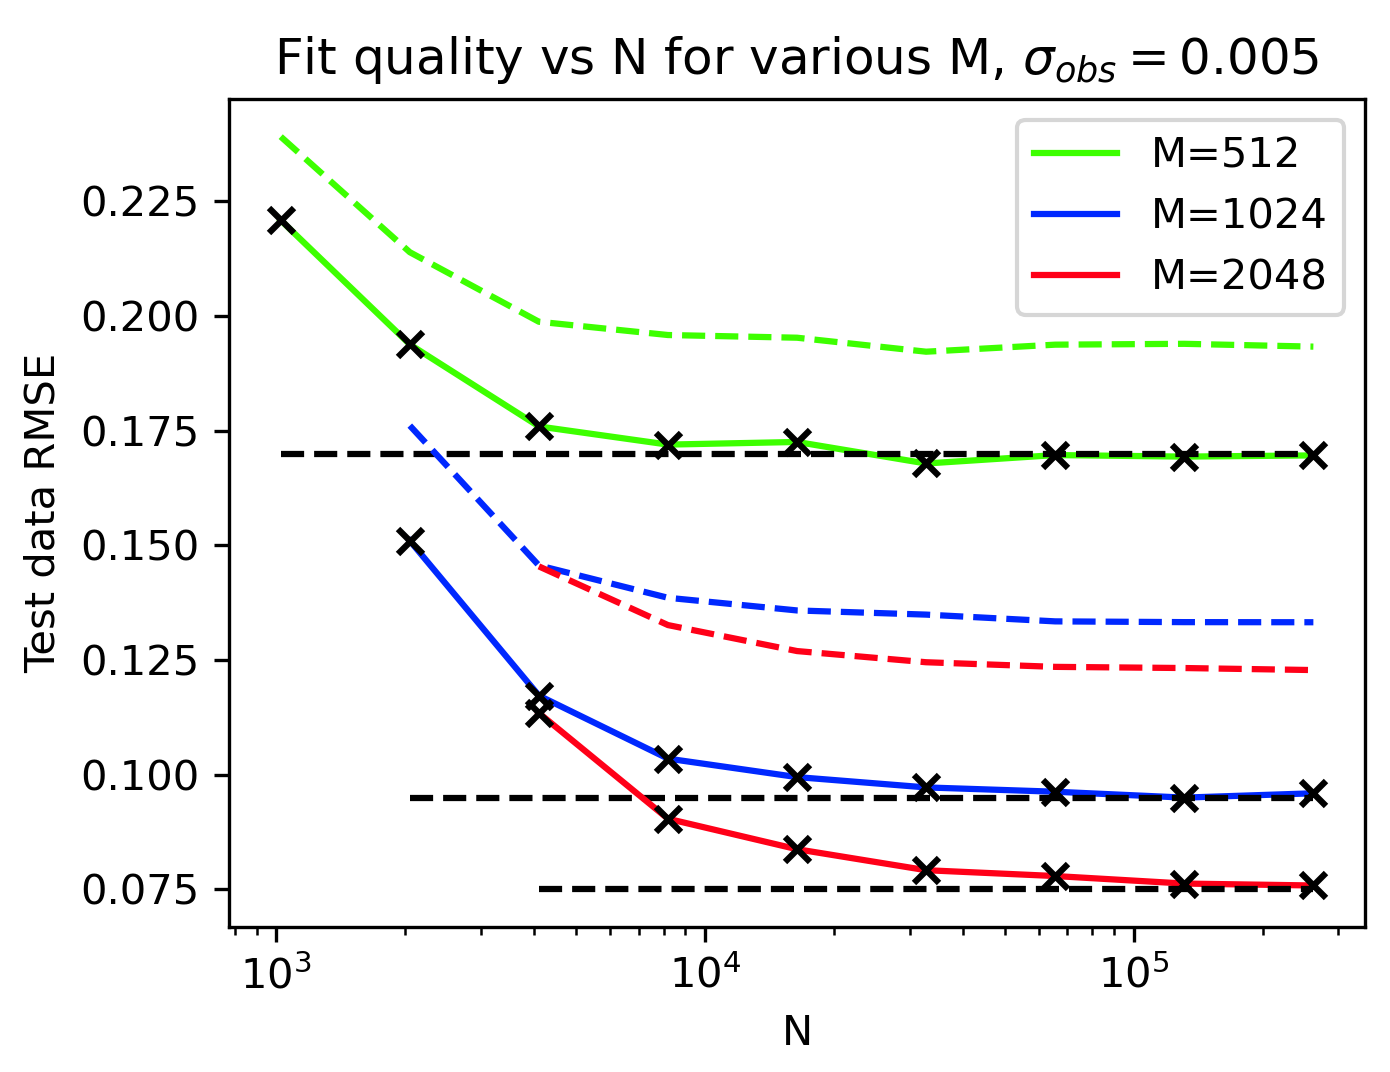 Fit quality vs N for various M, σ_obs = 0.005
M=512
M=1024
M=2048
Test data RMSE
0.225
0.200
0.175
0.150
0.125
0.100
0.075
10³ 10⁴ 10⁵
N